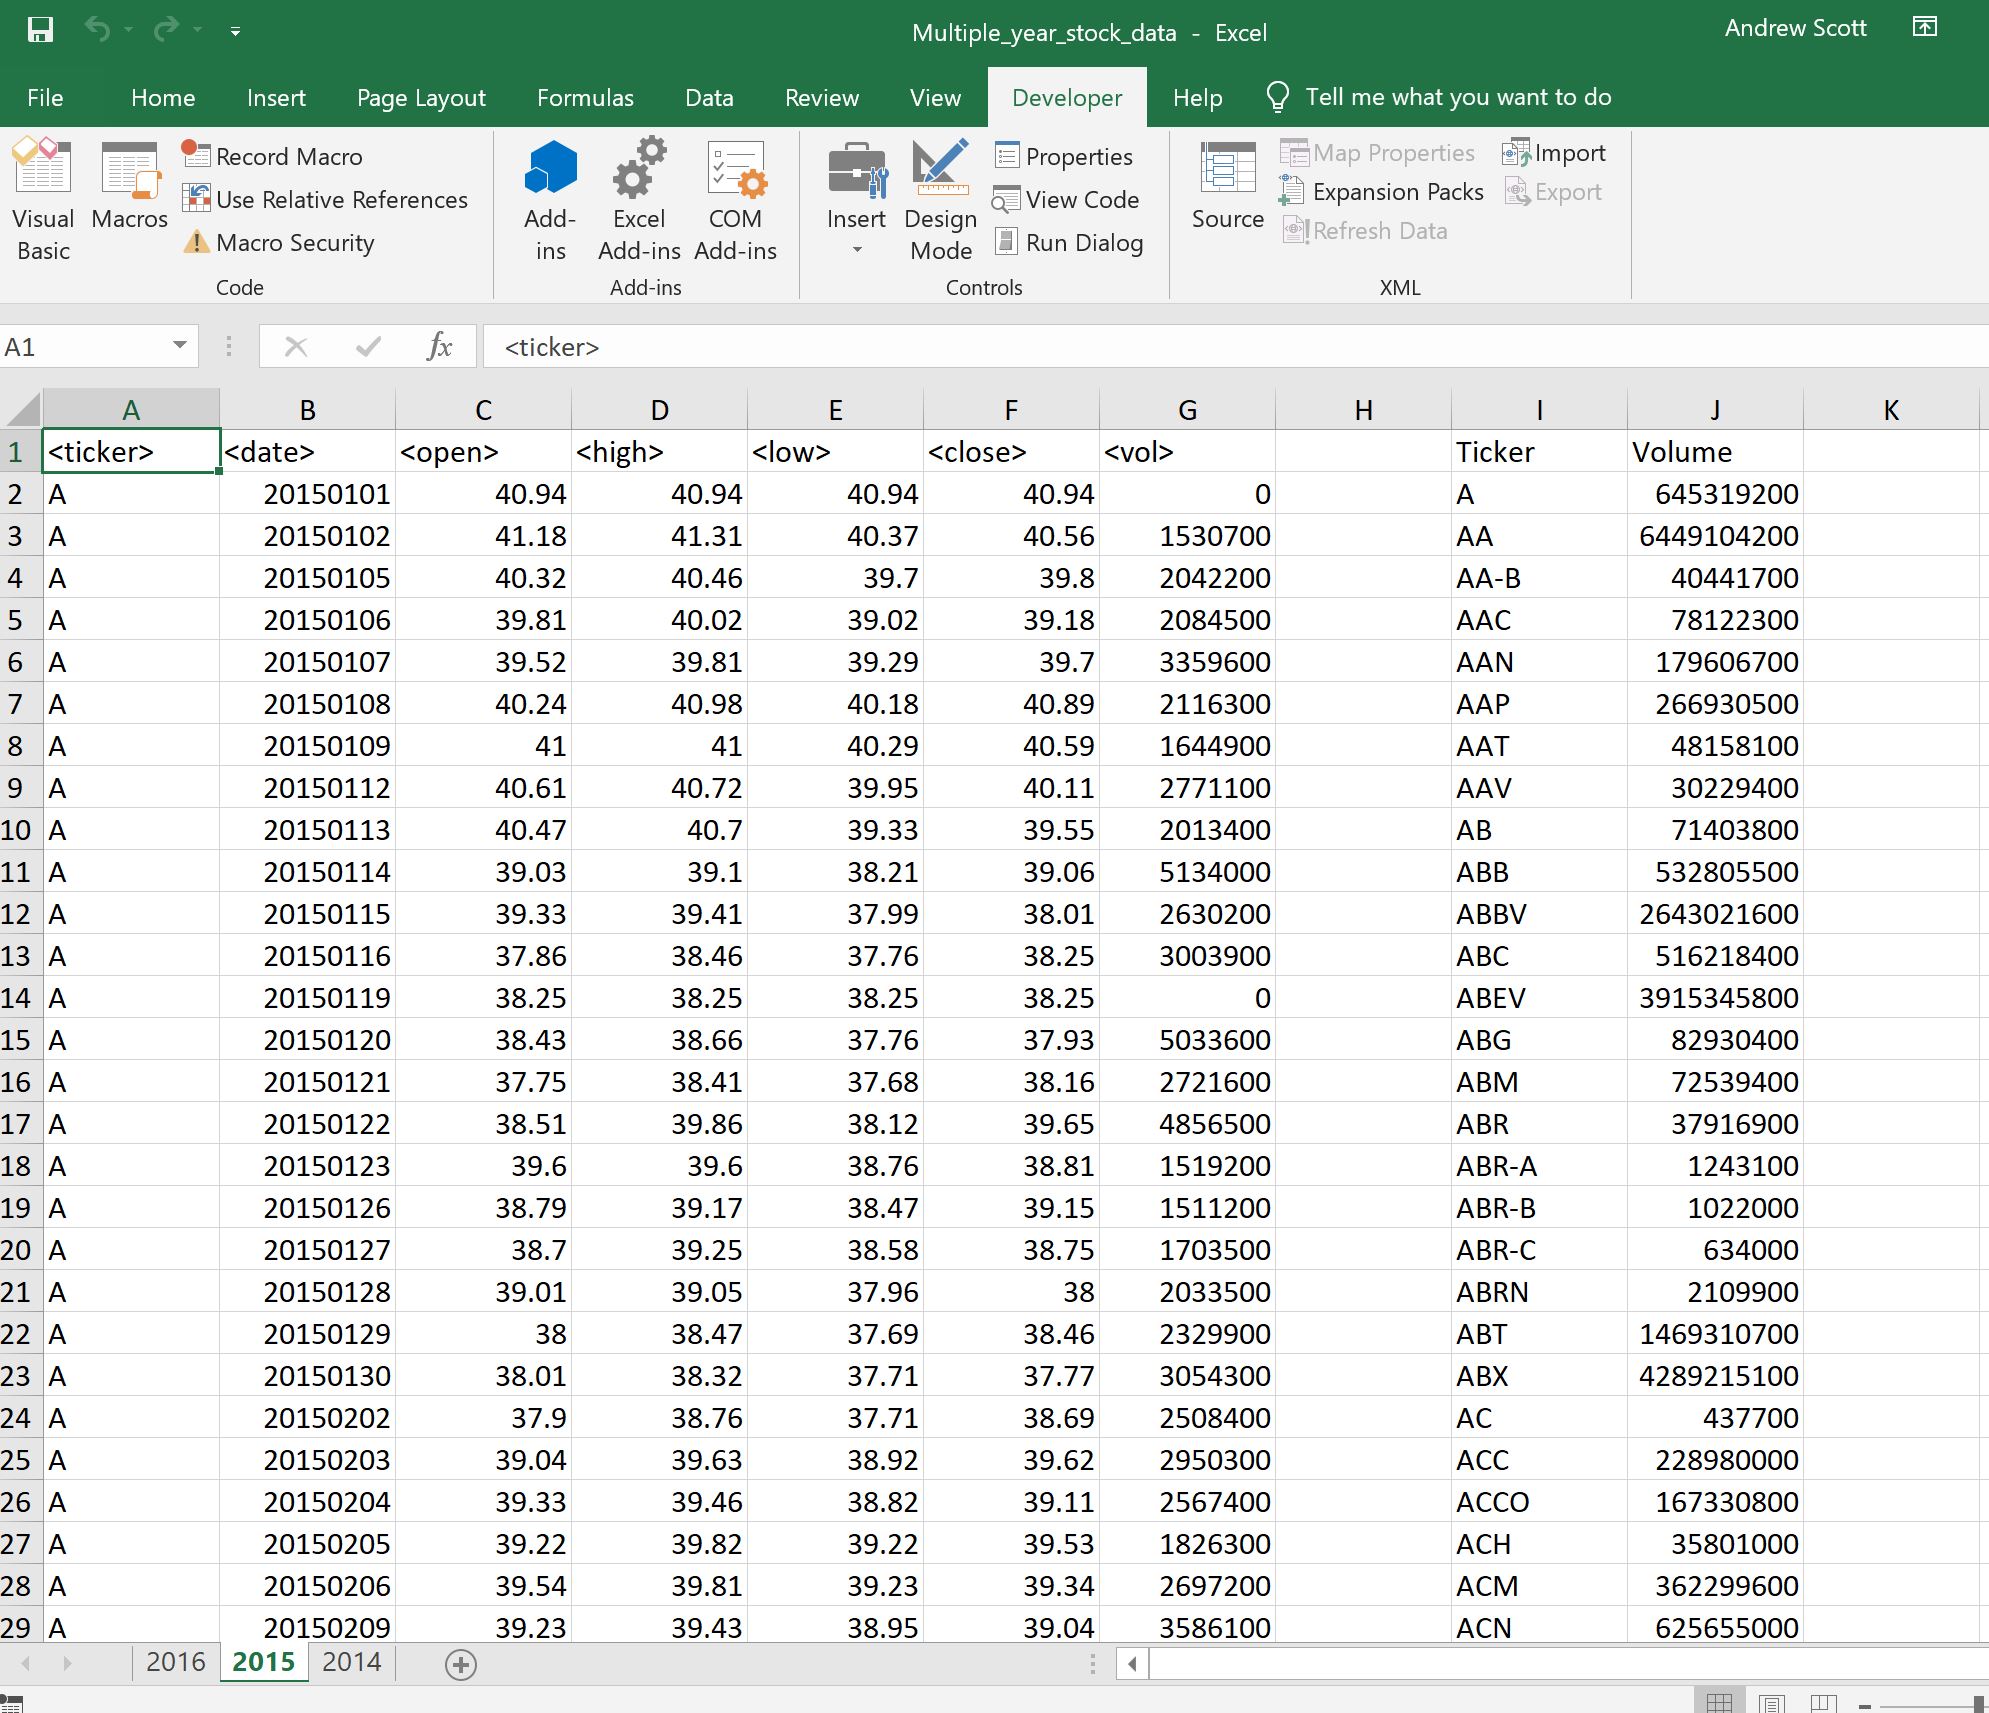 Multiple_year_stock_data - Excel
Andrew Scott
File Home Insert Page Layout Formulas Data Review View Developer Help Tell me what you want to do
Visual Basic
Macros
Record Macro
Use Relative References
Macro Security
Code
Add-ins
Excel Add-ins
COM Add-ins
Add-ins
Insert
Design Mode
Properties
View Code
Run Dialog
Controls
Source
Map Properties
Expansion Packs
Refresh Data
Import
Export
XML
A1 fx <ticker>
A B C D E F G H I J K
1 <ticker> <date> <open> <high> <low> <close> <vol> Ticker Volume
2 A 20150101 40.94 40.94 40.94 40.94 0 A 645319200
3 A 20150102 41.18 41.31 40.37 40.56 1530700 AA 6449104200
4 A 20150105 40.32 40.46 39.7 39.8 2042200 AA-B 40441700
5 A 20150106 39.81 40.02 39.02 39.18 2084500 AAC 78122300
6 A 20150107 39.52 39.81 39.29 39.7 3359600 AAN 179606700
7 A 20150108 40.24 40.98 40.18 40.89 2116300 AAP 266930500
8 A 20150109 41 41 40.29 40.59 1644900 AAT 48158100
9 A 20150112 40.61 40.72 39.95 40.11 2771100 AAV 30229400
10 A 20150113 40.47 40.7 39.33 39.55 2013400 AB 71403800
11 A 20150114 39.03 39.1 38.21 39.06 5134000 ABB 532805500
12 A 20150115 39.33 39.41 37.99 38.01 2630200 ABBV 2643021600
13 A 20150116 37.86 38.46 37.76 38.25 3003900 ABC 516218400
14 A 20150119 38.25 38.25 38.25 38.25 0 ABEV 3915345800
15 A 20150120 38.43 38.66 37.76 37.93 5033600 ABG 82930400
16 A 20150121 37.75 38.41 37.68 38.16 2721600 ABM 72539400
17 A 20150122 38.51 39.86 38.12 39.65 4856500 ABR 37916900
18 A 20150123 39.6 39.6 38.76 38.81 1519200 ABR-A 1243100
19 A 20150126 38.79 39.17 38.47 39.15 1511200 ABR-B 1022000
20 A 20150127 38.7 39.25 38.58 38.75 1703500 ABR-C 634000
21 A 20150128 39.01 39.05 37.96 38 2033500 ABRN 2109900
22 A 20150129 38 38.47 37.69 38.46 2329900 ABT 1469310700
23 A 20150130 38.01 38.32 37.71 37.77 3054300 ABX 4289215100
24 A 20150202 37.9 38.76 37.71 38.69 2508400 AC 437700
25 A 20150203 39.04 39.63 38.92 39.62 2950300 ACC 228980000
26 A 20150204 39.33 39.46 38.82 39.11 2567400 ACCO 167330800
27 A 20150205 39.22 39.82 39.22 39.53 1826300 ACH 35801000
28 A 20150206 39.54 39.81 39.23 39.34 2697200 ACM 362299600
29 A 20150209 39.23 39.43 38.95 39.04 3586100 ACN 625655000
2016 2015 2014